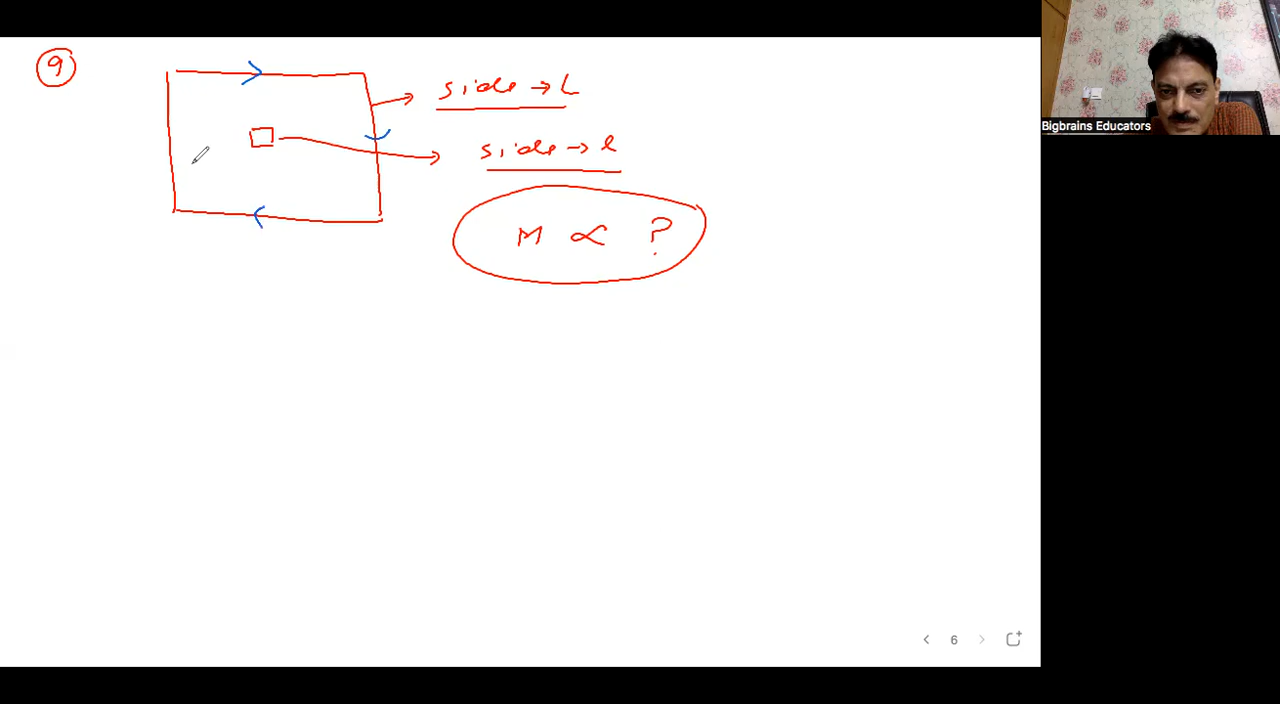 9
side → L
side → l
M ∝ ?
Bigbrains Educators
6